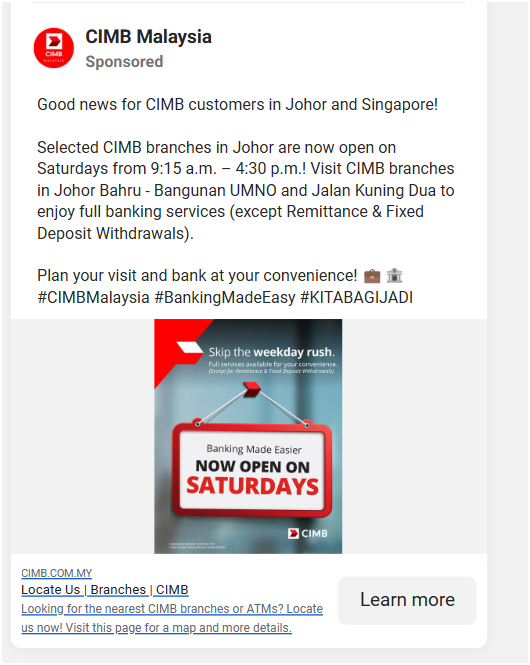 CIMB Malaysia
Sponsored
CIMB
MALAYSIA
Good news for CIMB customers in Johor and Singapore!
Selected CIMB branches in Johor are now open on
Saturdays from 9:15 a.m. – 4:30 p.m.! Visit CIMB branches
in Johor Bahru - Bangunan UMNO and Jalan Kuning Dua to
enjoy full banking services (except Remittance & Fixed
Deposit Withdrawals).
Plan your visit and bank at your convenience! 💼 🏦
#CIMBMalaysia #BankingMadeEasy #KITABAGIJADI
Skip the weekday rush.
Full services available for your convenience.
(Except for Remittance & Fixed Deposit Withdrawals)
Banking Made Easier
NOW OPEN ON
SATURDAYS
CIMB
CIMB.COM.MY
Locate Us | Branches | CIMB
Looking for the nearest CIMB branches or ATMs? Locate
us now! Visit this page for a map and more details.
Learn more